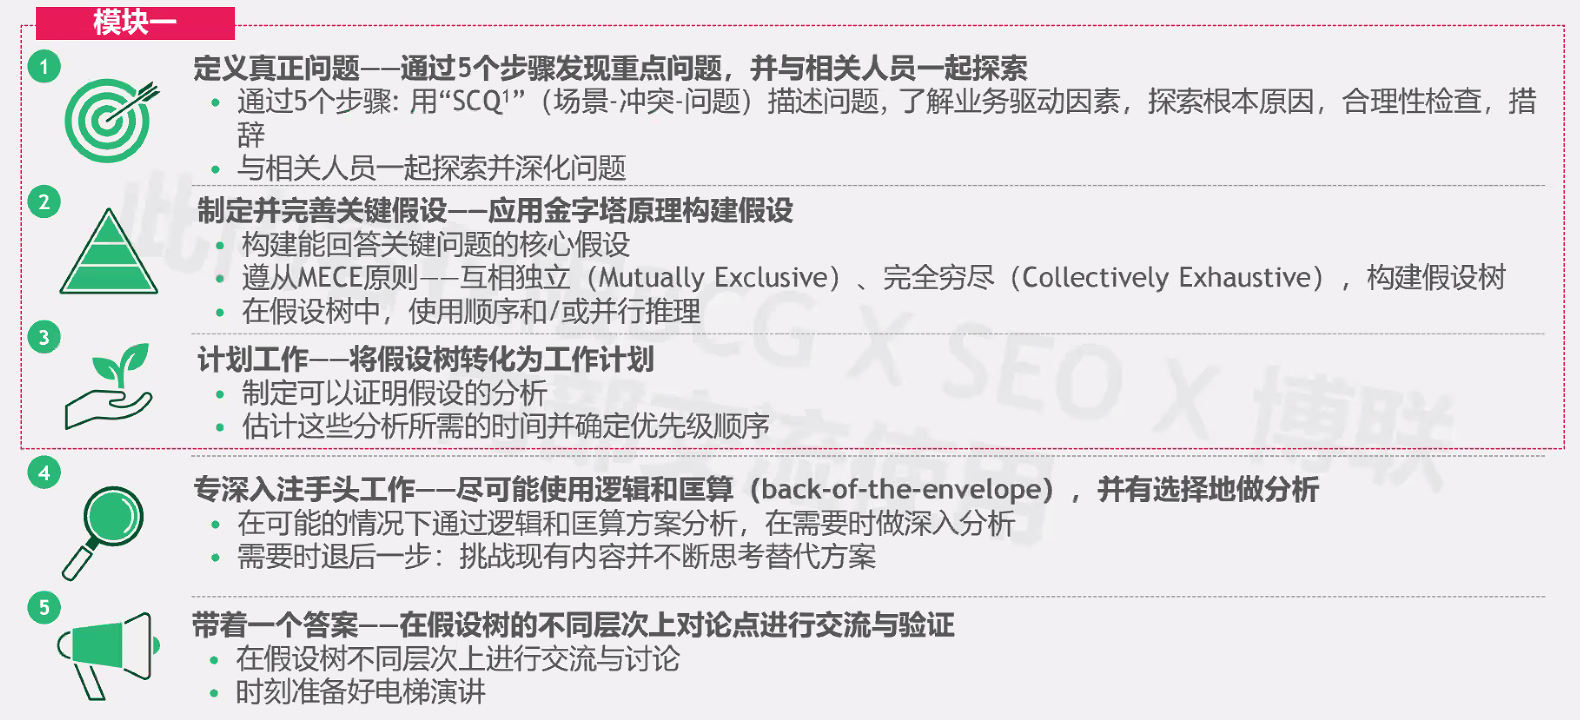 模块一
1
定义真正问题——通过5个步骤发现重点问题，并与相关人员一起探索
• 通过5个步骤：用“SCQ¹”（场景-冲突-问题）描述问题，了解业务驱动因素，探索根本原因，合理性检查，措
辞
• 与相关人员一起探索并深化问题
2
制定并完善关键假设——应用金字塔原理构建假设
• 构建能回答关键问题的核心假设
• 遵从MECE原则——互相独立（Mutually Exclusive）、完全穷尽（Collectively Exhaustive），构建假设树
• 在假设树中，使用顺序和/或并行推理
3
计划工作——将假设树转化为工作计划
• 制定可以证明假设的分析
• 估计这些分析所需的时间并确定优先级顺序
4
专深入注手头工作——尽可能使用逻辑和匡算（back-of-the-envelope），并有选择地做分析
• 在可能的情况下通过逻辑和匡算方案分析，在需要时做深入分析
• 需要时退后一步：挑战现有内容并不断思考替代方案
5
带着一个答案——在假设树的不同层次上对论点进行交流与验证
• 在假设树不同层次上进行交流与讨论
• 时刻准备好电梯演讲
BCG X SEO X 博联